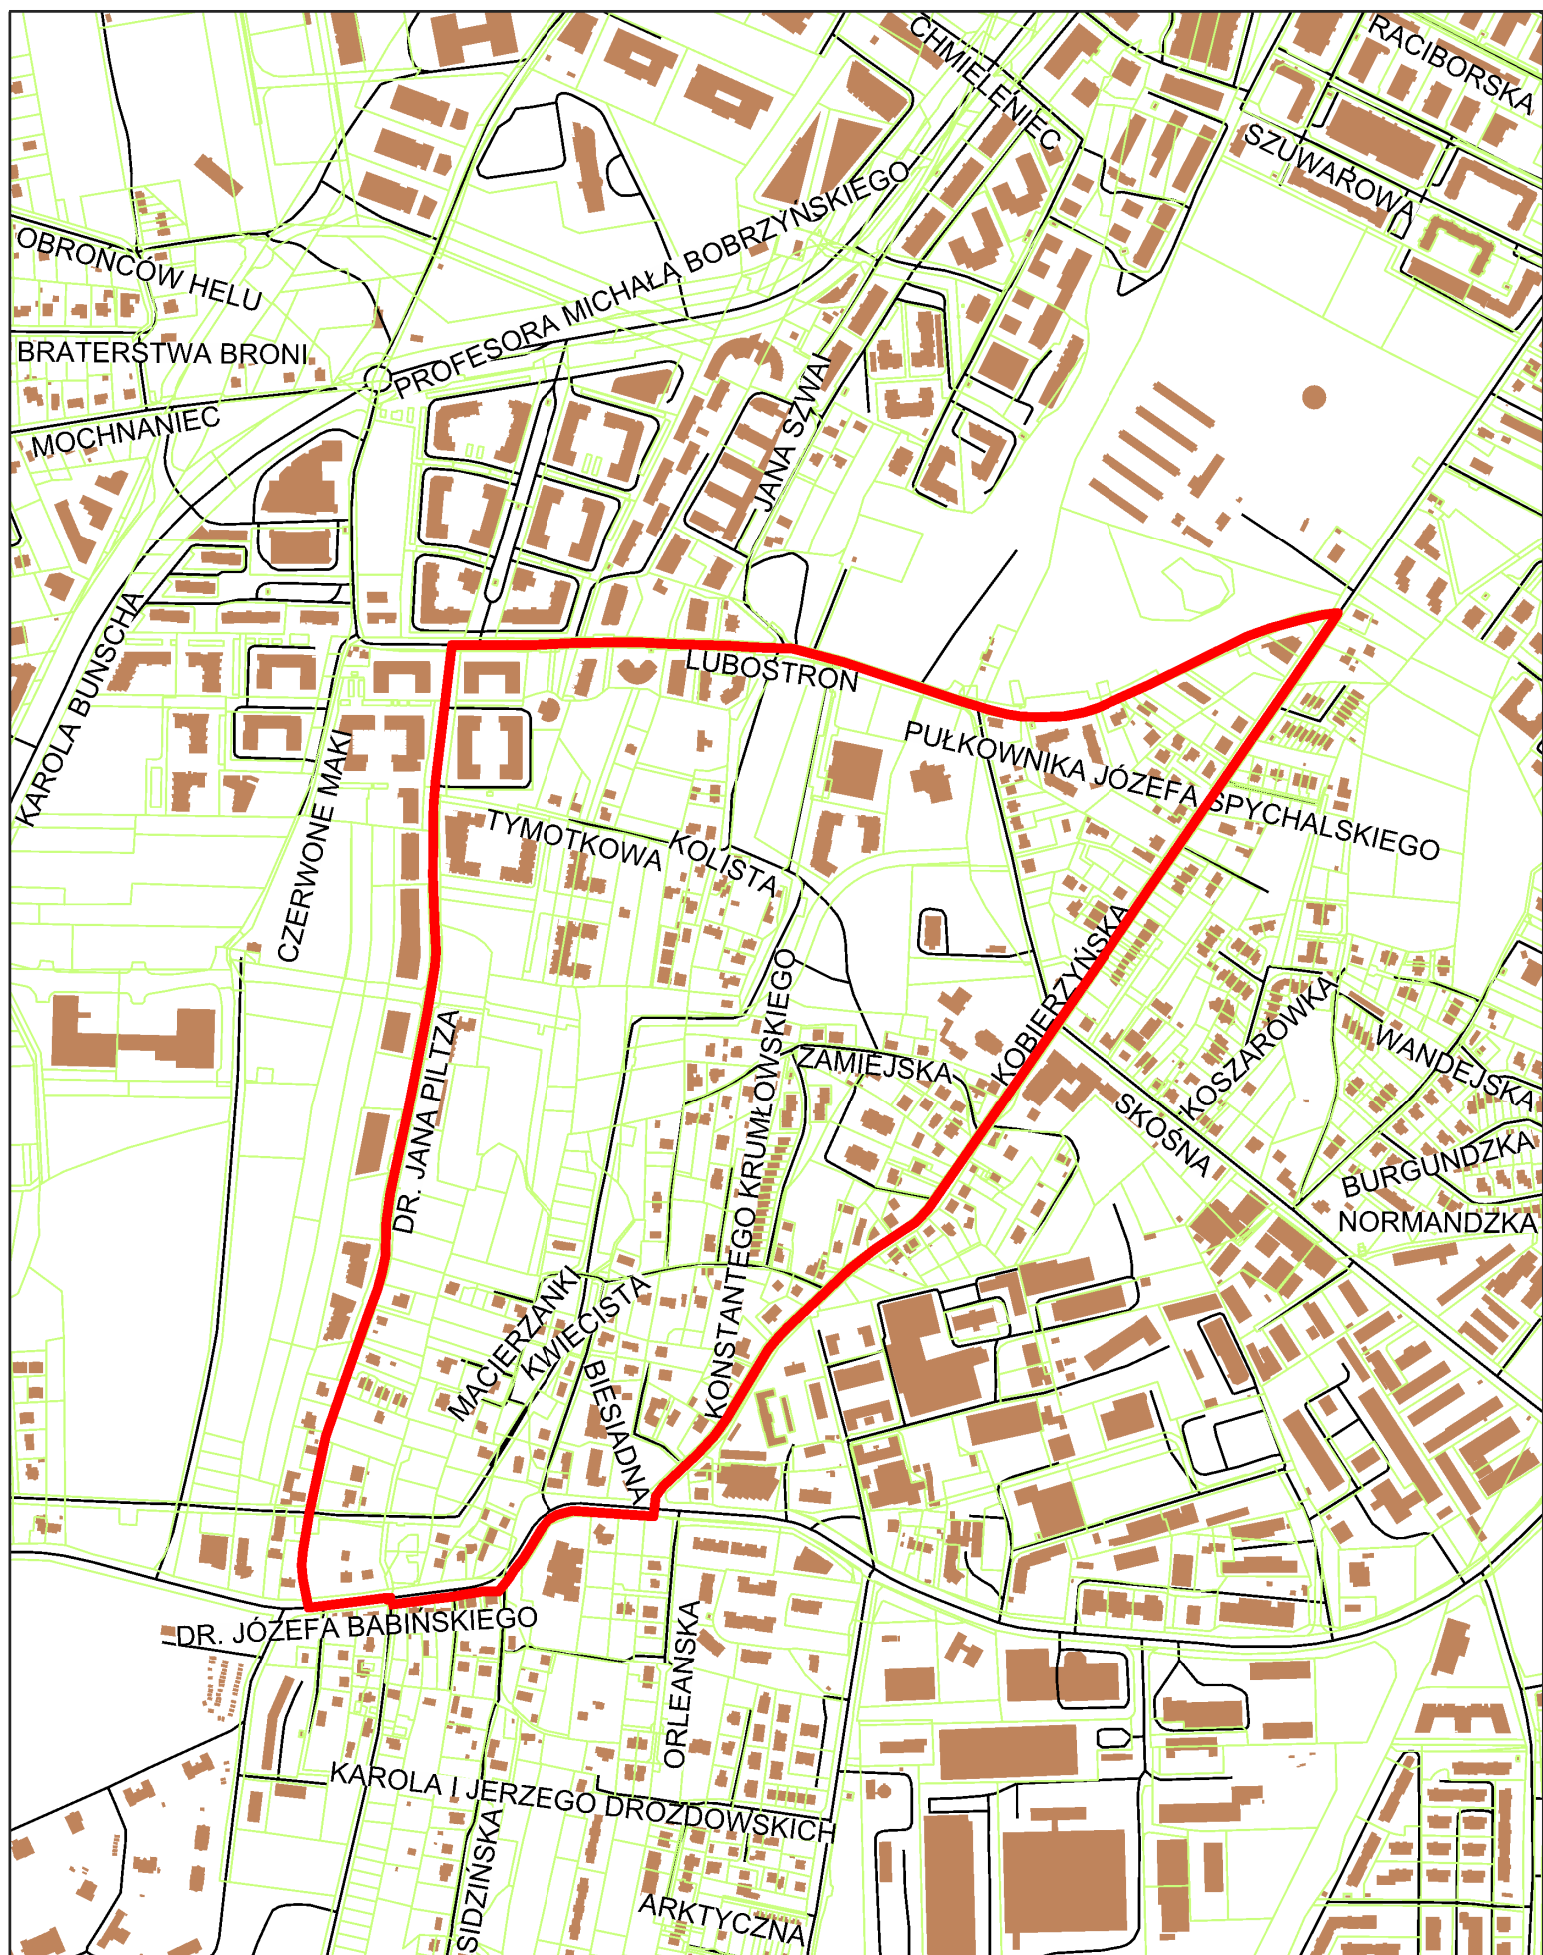 RACIBORSKA
CHMIELENIEC
SZUWAROWA
OBROŃCÓW HELU
PROFESORA MICHAŁA BOBRZYŃSKIEGO
BRATERSTWA BRONI
MOCHNANIEC
JANA SZWAI
KAROLA BUNSCHA
LUBOSTROŃ
CZERWONE MAKI
PUŁKOWNIKA JÓZEFA SPYCHALSKIEGO
TYMOTKOWA
KOLISTA
KOBIERZYŃSKA
KONSTANTEGO KRUMŁOWSKIEGO
ZAMIEJSKA
KOSZARÓWKA
WANDEJSKA
DR. JANA PILTZA
SKOŚNA
BURGUNDZKA
NORMANDZKA
MACIERZANKI
KWIECISTA
BIESIADNA
DR. JÓZEFA BABIŃSKIEGO
ORLEAŃSKA
KAROLA I JERZEGO DROZDOWSKICH
SIDZIŃSKA
ARKTYCZNA